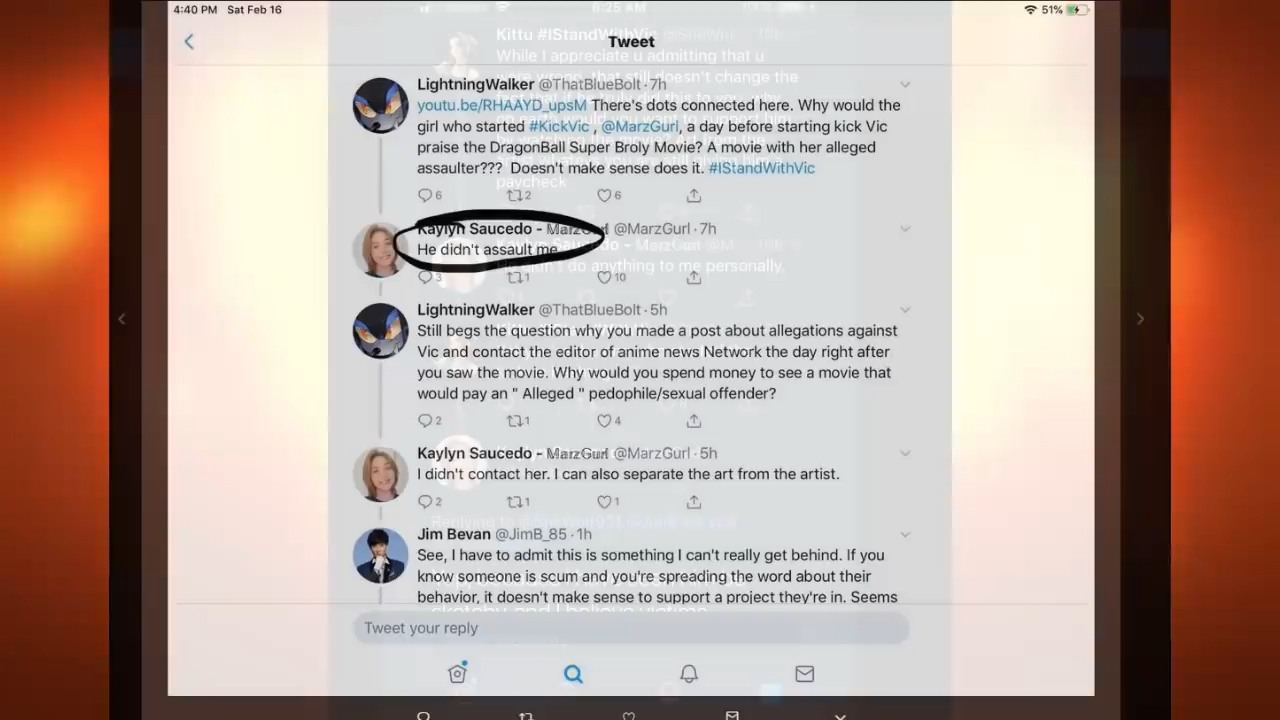 4:40 PM Sat Feb 16
6:25 AM
51%
Tweet
Kittu #IStandWithVic
While I appreciate u admitting that u
LightningWalker @ThatBlueBolt · 7h
youtu.be/RHAAYD_upsM There's dots connected here. Why would the
girl who started #KickVic , @MarzGurl, a day before starting kick Vic
praise the DragonBall Super Broly Movie? A movie with her alleged
assaulter??? Doesn't make sense does it. #IStandWithVic
paycheck
6 2 6
Kaylyn Saucedo - MarzGurl @MarzGurl · 7h
He didn't assault me
do anything to me personally.
3 1 10
LightningWalker @ThatBlueBolt · 5h
Still begs the question why you made a post about allegations against
Vic and contact the editor of anime news Network the day right after
you saw the movie. Why would you spend money to see a movie that
would pay an " Alleged " pedophile/sexual offender?
2 1 4
Kaylyn Saucedo - MarzGurl @MarzGurl · 5h
I didn't contact her. I can also separate the art from the artist.
2 1 1
Replying to
Jim Bevan @JimB_85 · 1h
See, I have to admit this is something I can't really get behind. If you
know someone is scum and you're spreading the word about their
behavior, it doesn't make sense to support a project they're in. Seems
sketchy and I believe victims
Tweet your reply